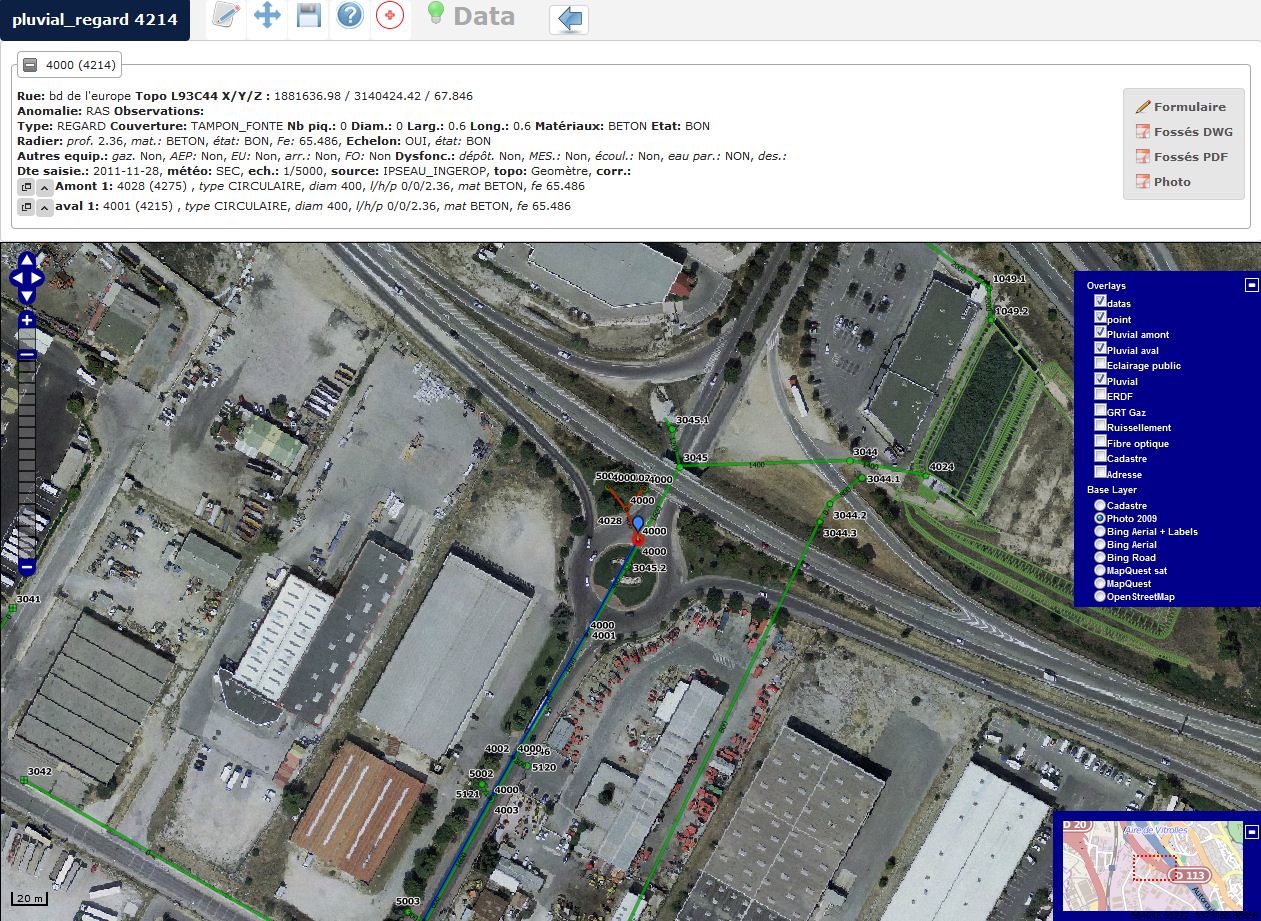 pluvial_regard 4214
Data
4000 (4214)
Rue: bd de l'europe Topo L93C44 X/Y/Z : 1881636.98 / 3140424.42 / 67.846
Anomalie: RAS Observations:
Type: REGARD Couverture: TAMPON_FONTE Nb piq.: 0 Diam.: 0 Larg.: 0.6 Long.: 0.6 Matériaux: BETON Etat: BON
Radier: prof. 2.36, mat.: BETON, état: BON, Fe: 65.486, Echelon: OUI, état: BON
Autres equip.: gaz. Non, AEP: Non, EU: Non, arr.: Non, FO: Non Dysfonc.: dépôt. Non, MES.: Non, écoul.: Non, eau par.: NON, des.:
Dte saisie.: 2011-11-28, météo: SEC, ech.: 1/5000, source: IPSEAU_INGEROP, topo: Geomètre, corr.:
Amont 1: 4028 (4275) , type CIRCULAIRE, diam 400, l/h/p 0/0/2.36, mat BETON, fe 65.486
aval 1: 4001 (4215) , type CIRCULAIRE, diam 400, l/h/p 0/0/2.36, mat BETON, fe 65.486
Formulaire
Fossés DWG
Fossés PDF
Photo
1049.1
1049.2
3045.1
3045
1400
3044
1400
4024
3044.1
3044.2
3044.3
4000
4000
4000
4028
4000
4000
3045.2
4000
4001
3041
3042
4002
4000
5120
5002
5121
4000
4003
5003
20 m
Overlays
datas
point
Pluvial amont
Pluvial aval
Eclairage public
Pluvial
ERDF
GRT Gaz
Ruissellement
Fibre optique
Cadastre
Adresse
Base Layer
Cadastre
Photo 2009
Bing Aerial + Labels
Bing Aerial
Bing Road
MapQuest sat
MapQuest
OpenStreetMap
D 20
Aire de Vitrolles
D 113